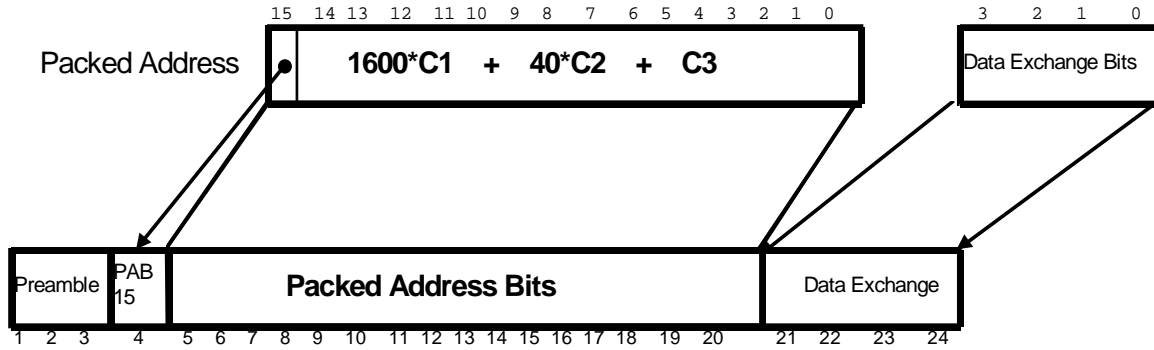 15 14 13 12 11 10 9 8 7 6 5 4 3 2 1 0 3 2 1 0
Packed Address 1600*C1 + 40*C2 + C3 Data Exchange Bits
Preamble PAB 15 Packed Address Bits Data Exchange
1 2 3 4 5 6 7 8 9 10 11 12 13 14 15 16 17 18 19 20 21 22 23 24